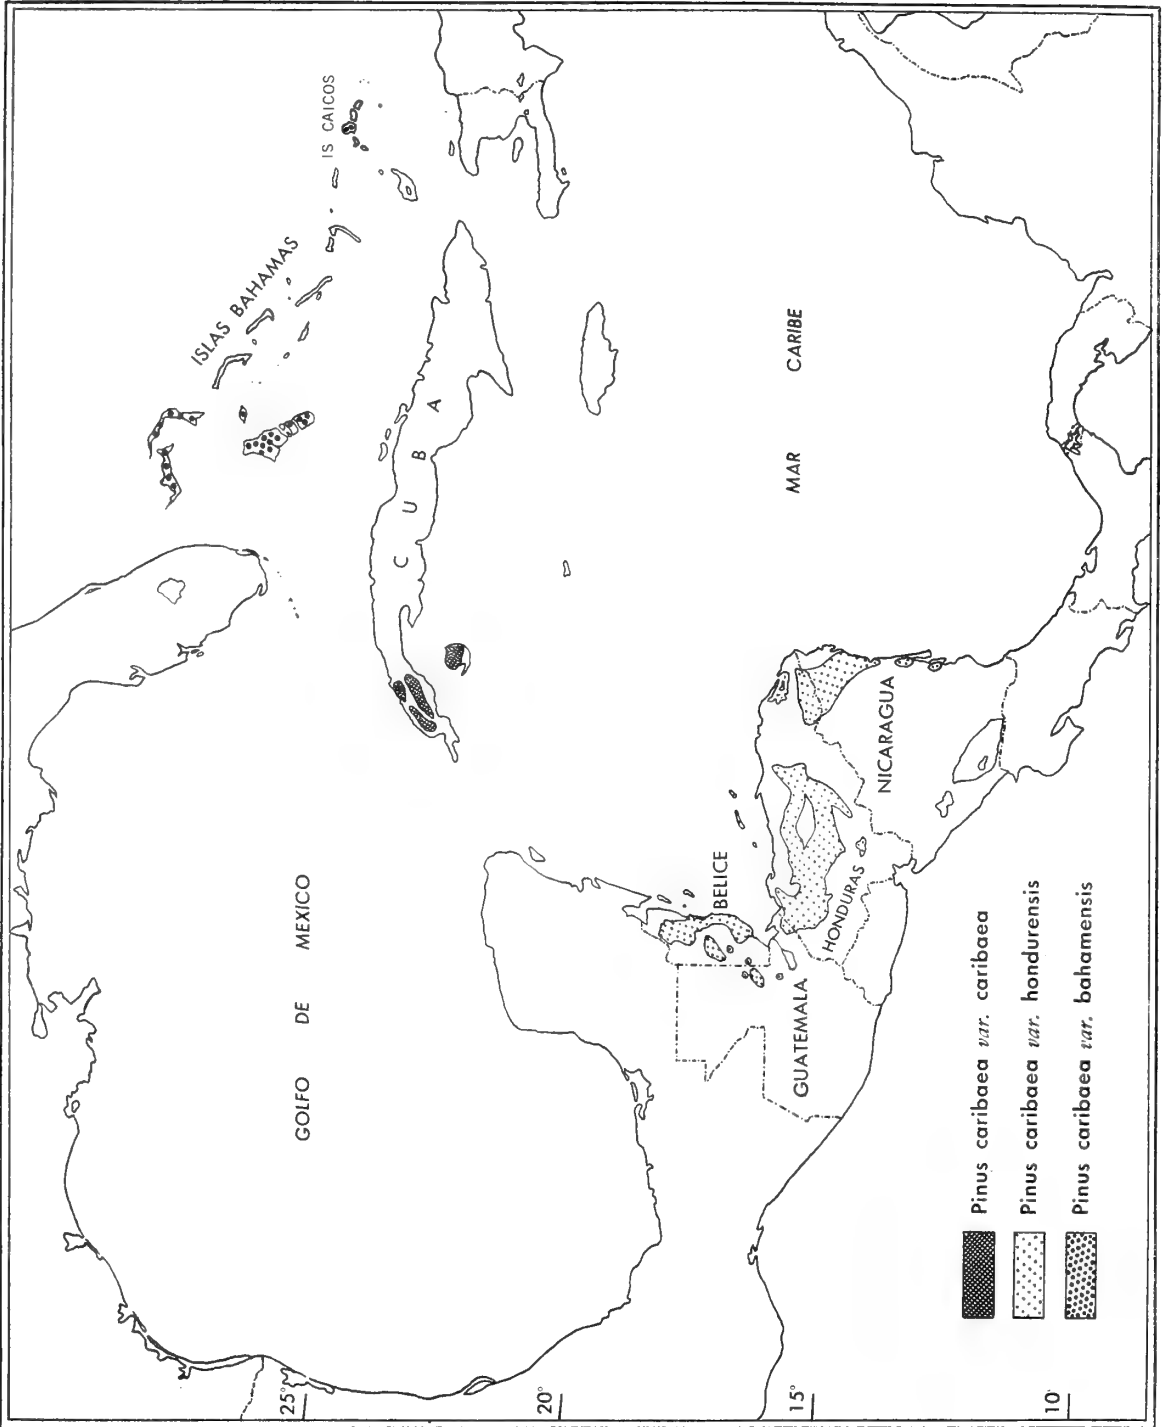 IS CAICOS
ISLAS BAHAMAS
GOLFO DE MEXICO
CUBA
MAR CARIBE
BELICE
GUATEMALA
HONDURAS
NICARAGUA
25°
20°
15°
10°
Pinus caribaea var. caribaea
Pinus caribaea var. hondurensis
Pinus caribaea var. bahamensis